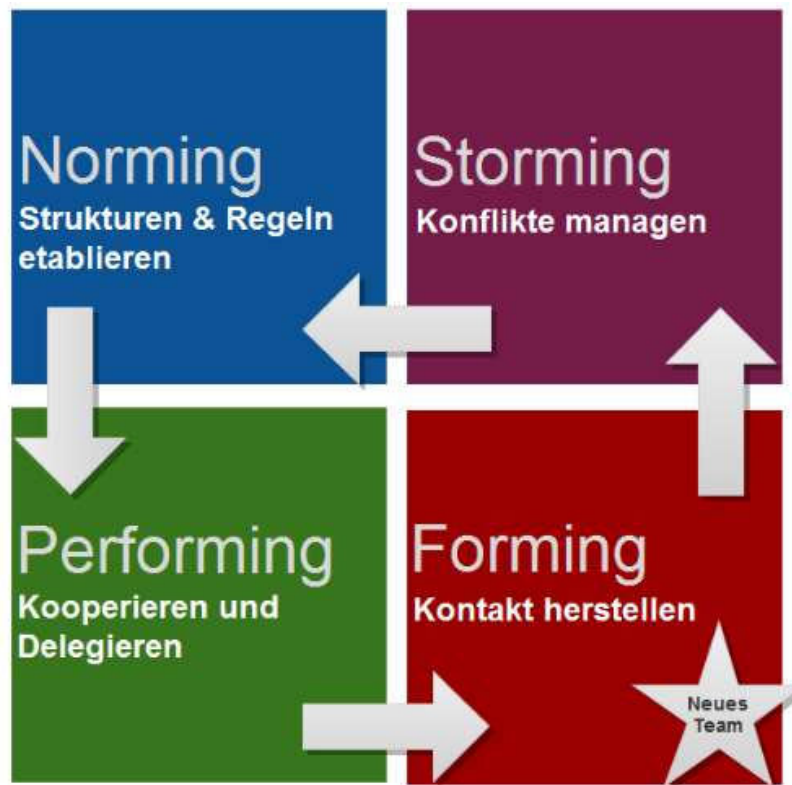 Norming
Strukturen & Regeln
etablieren
Storming
Konflikte managen
Performing
Kooperieren und
Delegieren
Forming
Kontakt herstellen
Neues
Team